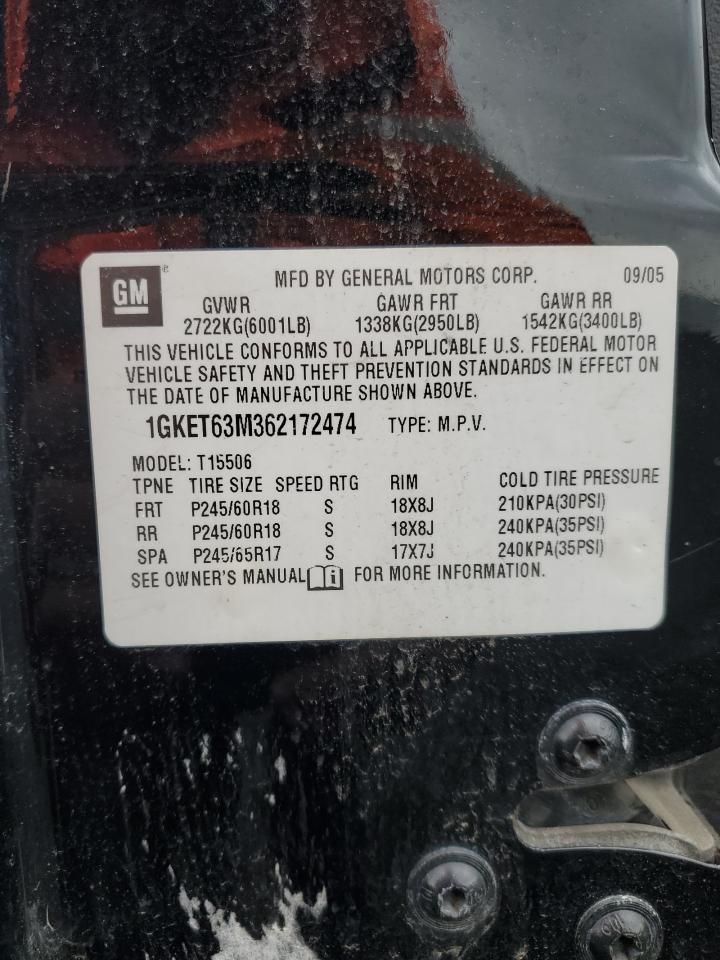 GM ®
MFD BY GENERAL MOTORS CORP. 09/05
GVWR GAWR FRT GAWR RR
2722KG(6001LB) 1338KG(2950LB) 1542KG(3400LB)
THIS VEHICLE CONFORMS TO ALL APPLICABLE U.S. FEDERAL MOTOR
VEHICLE SAFETY AND THEFT PREVENTION STANDARDS IN EFFECT ON
THE DATE OF MANUFACTURE SHOWN ABOVE.
1GKET63M362172474 TYPE: M.P.V.
MODEL: T15506
TPNE TIRE SIZE SPEED RTG RIM COLD TIRE PRESSURE
FRT P245/60R18 S 18X8J 210KPA(30PSI)
RR P245/60R18 S 18X8J 240KPA(35PSI)
SPA P245/65R17 S 17X7J 240KPA(35PSI)
SEE OWNER'S MANUAL i FOR MORE INFORMATION.